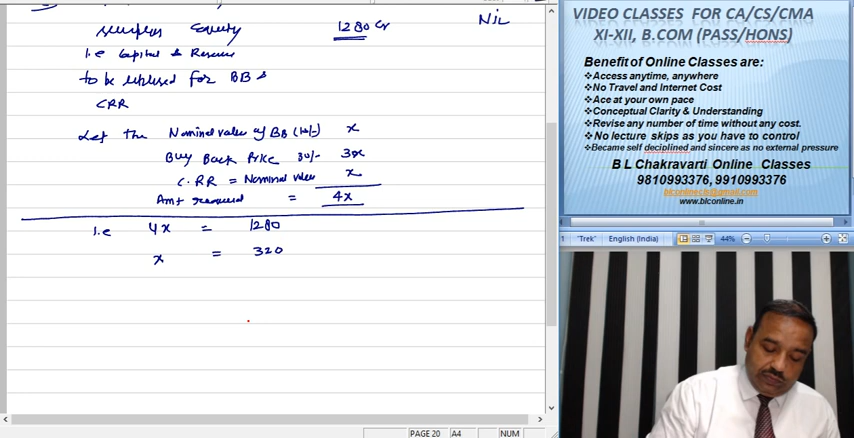 Surplus Equity 1280 Cr NIL
i.e Capital & Reserve
to be utilised for BB &
CRR
Let the Nominal value of BB (10/-) x
Buy Back Price 30/- 3x
C.RR = Nominal value x
Amt required = 4x
i.e 4x = 1280
x = 320
PAGE 20 A4 NUM
VIDEO CLASSES FOR CA/CS/CMA
XI-XII, B.COM (PASS/HONS)
Benefit of Online Classes are:
❖Access anytime, anywhere
❖No Travel and Internet Cost
❖Ace at your own pace
❖Conceptual Clarity & Understanding
❖Revise any number of time without any cost.
❖No lecture skips as you have to control
❖Became self deciplined and sincere as no external pressure
B L Chakravarti Online Classes
9810993376, 9910993376
www.blconline.in
1 "Trek" English (India) 44%